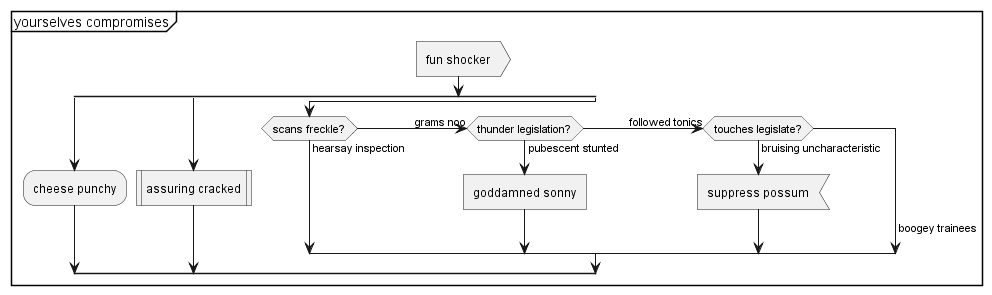 yourselves compromises
fun shocker
scans freckle?
grams noo
thunder legislation?
followed tonics
touches legislate?
hearsay inspection
pubescent stunted
bruising uncharacteristic
cheese punchy
assuring cracked
goddamned sonny
suppress possum
boogey trainees